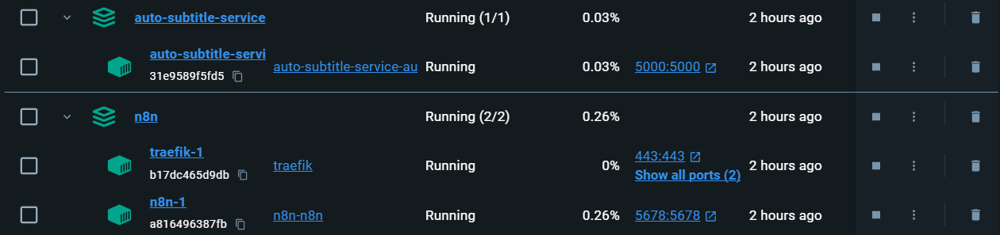 auto-subtitle-service Running (1/1) 0.03% 2 hours ago
auto-subtitle-servi
31e9589f5fd5 auto-subtitle-service-au Running 0.03% 5000:5000 2 hours ago
n8n Running (2/2) 0.26% 2 hours ago
traefik-1
b17dc465d9db traefik Running 0% 443:443 2 hours ago
Show all ports (2)
n8n-1
a816496387fb n8n-n8n Running 0.26% 5678:5678 2 hours ago